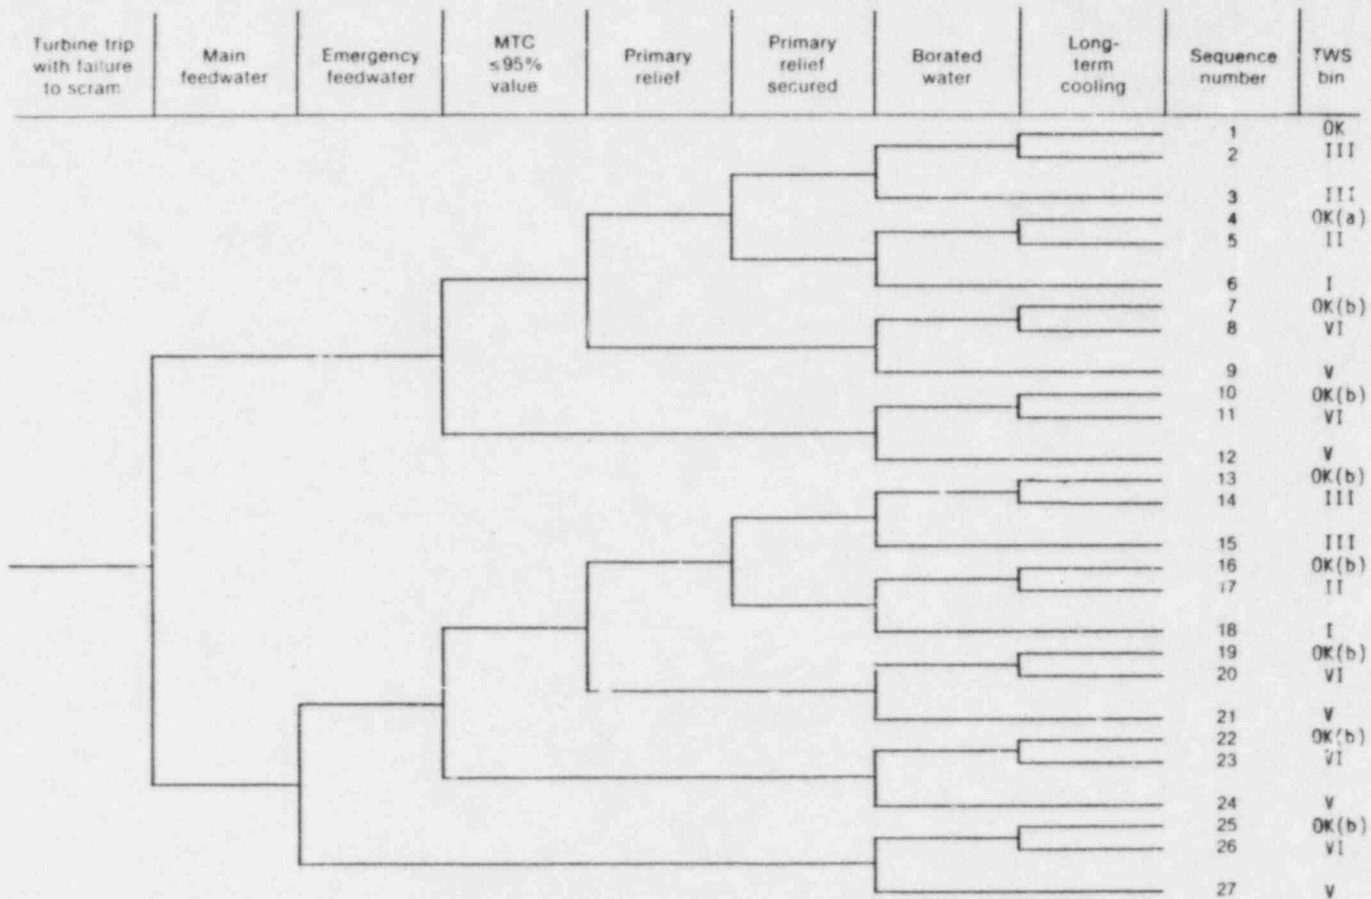 Turbine trip
with failure
to scram
Main
feedwater
Emergency
feedwater
MTC
≤95%
value
Primary
relief
Primary
relief
secured
Borated
water
Long-
term
cooling
Sequence
number
TWS
bin
1 OK
2 III
3 III
4 OK(a)
5 II
6 I
7 OK(b)
8 VI
9 V
10 OK(b)
11 VI
12 V
13 OK(b)
14 III
15 III
16 OK(b)
17 II
18 I
19 OK(b)
20 VI
21 V
22 OK(b)
23 VI
24 V
25 OK(b)
26 VI
27 V